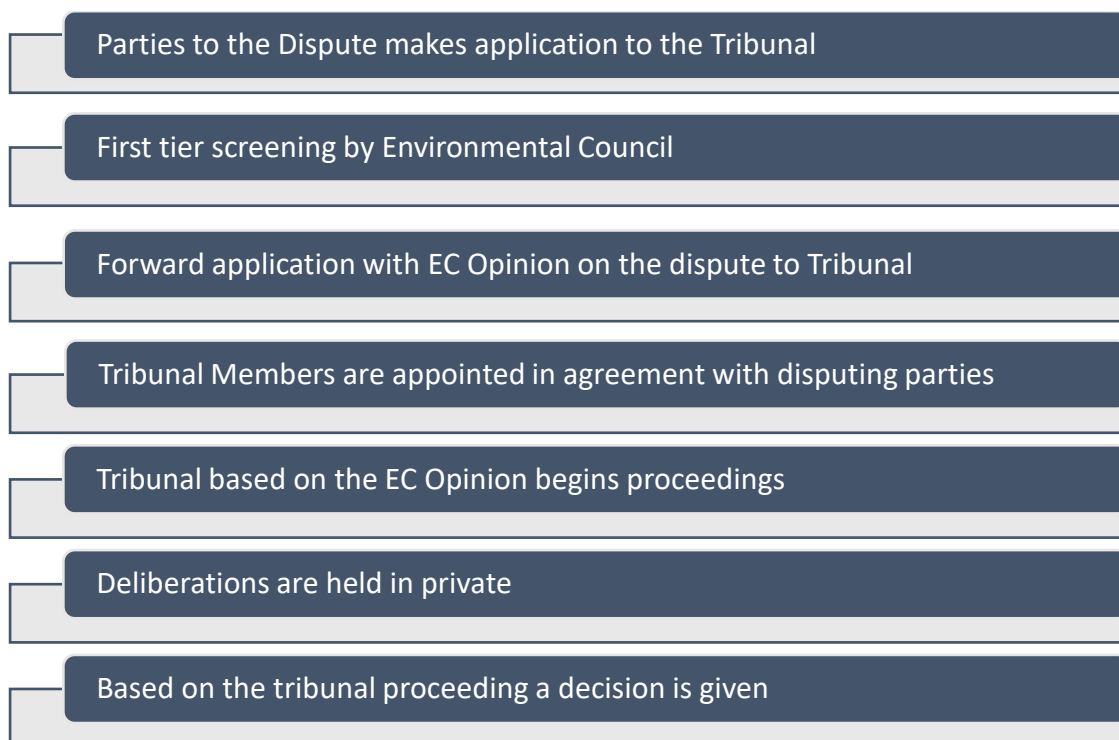 Parties to the Dispute makes application to the Tribunal
First tier screening by Environmental Council
Forward application with EC Opinion on the dispute to Tribunal
Tribunal Members are appointed in agreement with disputing parties
Tribunal based on the EC Opinion begins proceedings
Deliberations are held in private
Based on the tribunal proceeding a decision is given